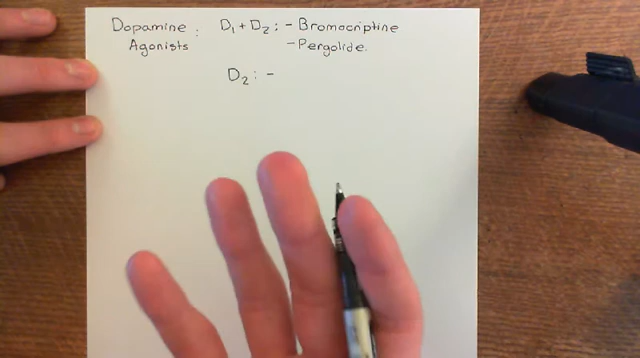 Dopamine : D₁ + D₂ : - Bromocriptine
Agonists - Pergolide.
D₂ : -